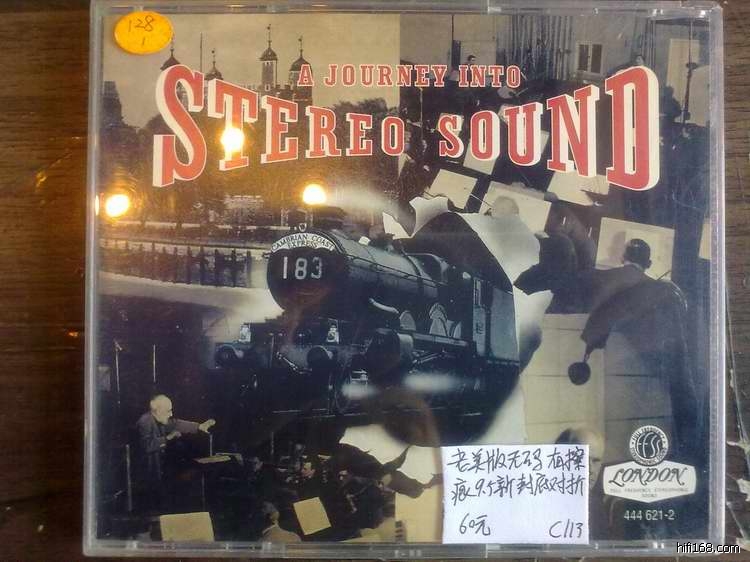 128
1
A JOURNEY INTO
STEREO SOUND
CAMBRIAN COAST
EXPRESS
183
老美版无码 有擦
痕 9.5新 封底对折
60元
C113
FFSS
LONDON
FULL FREQUENCY STEREOPHONIC
SOUND
444 621-2
hifi168.com